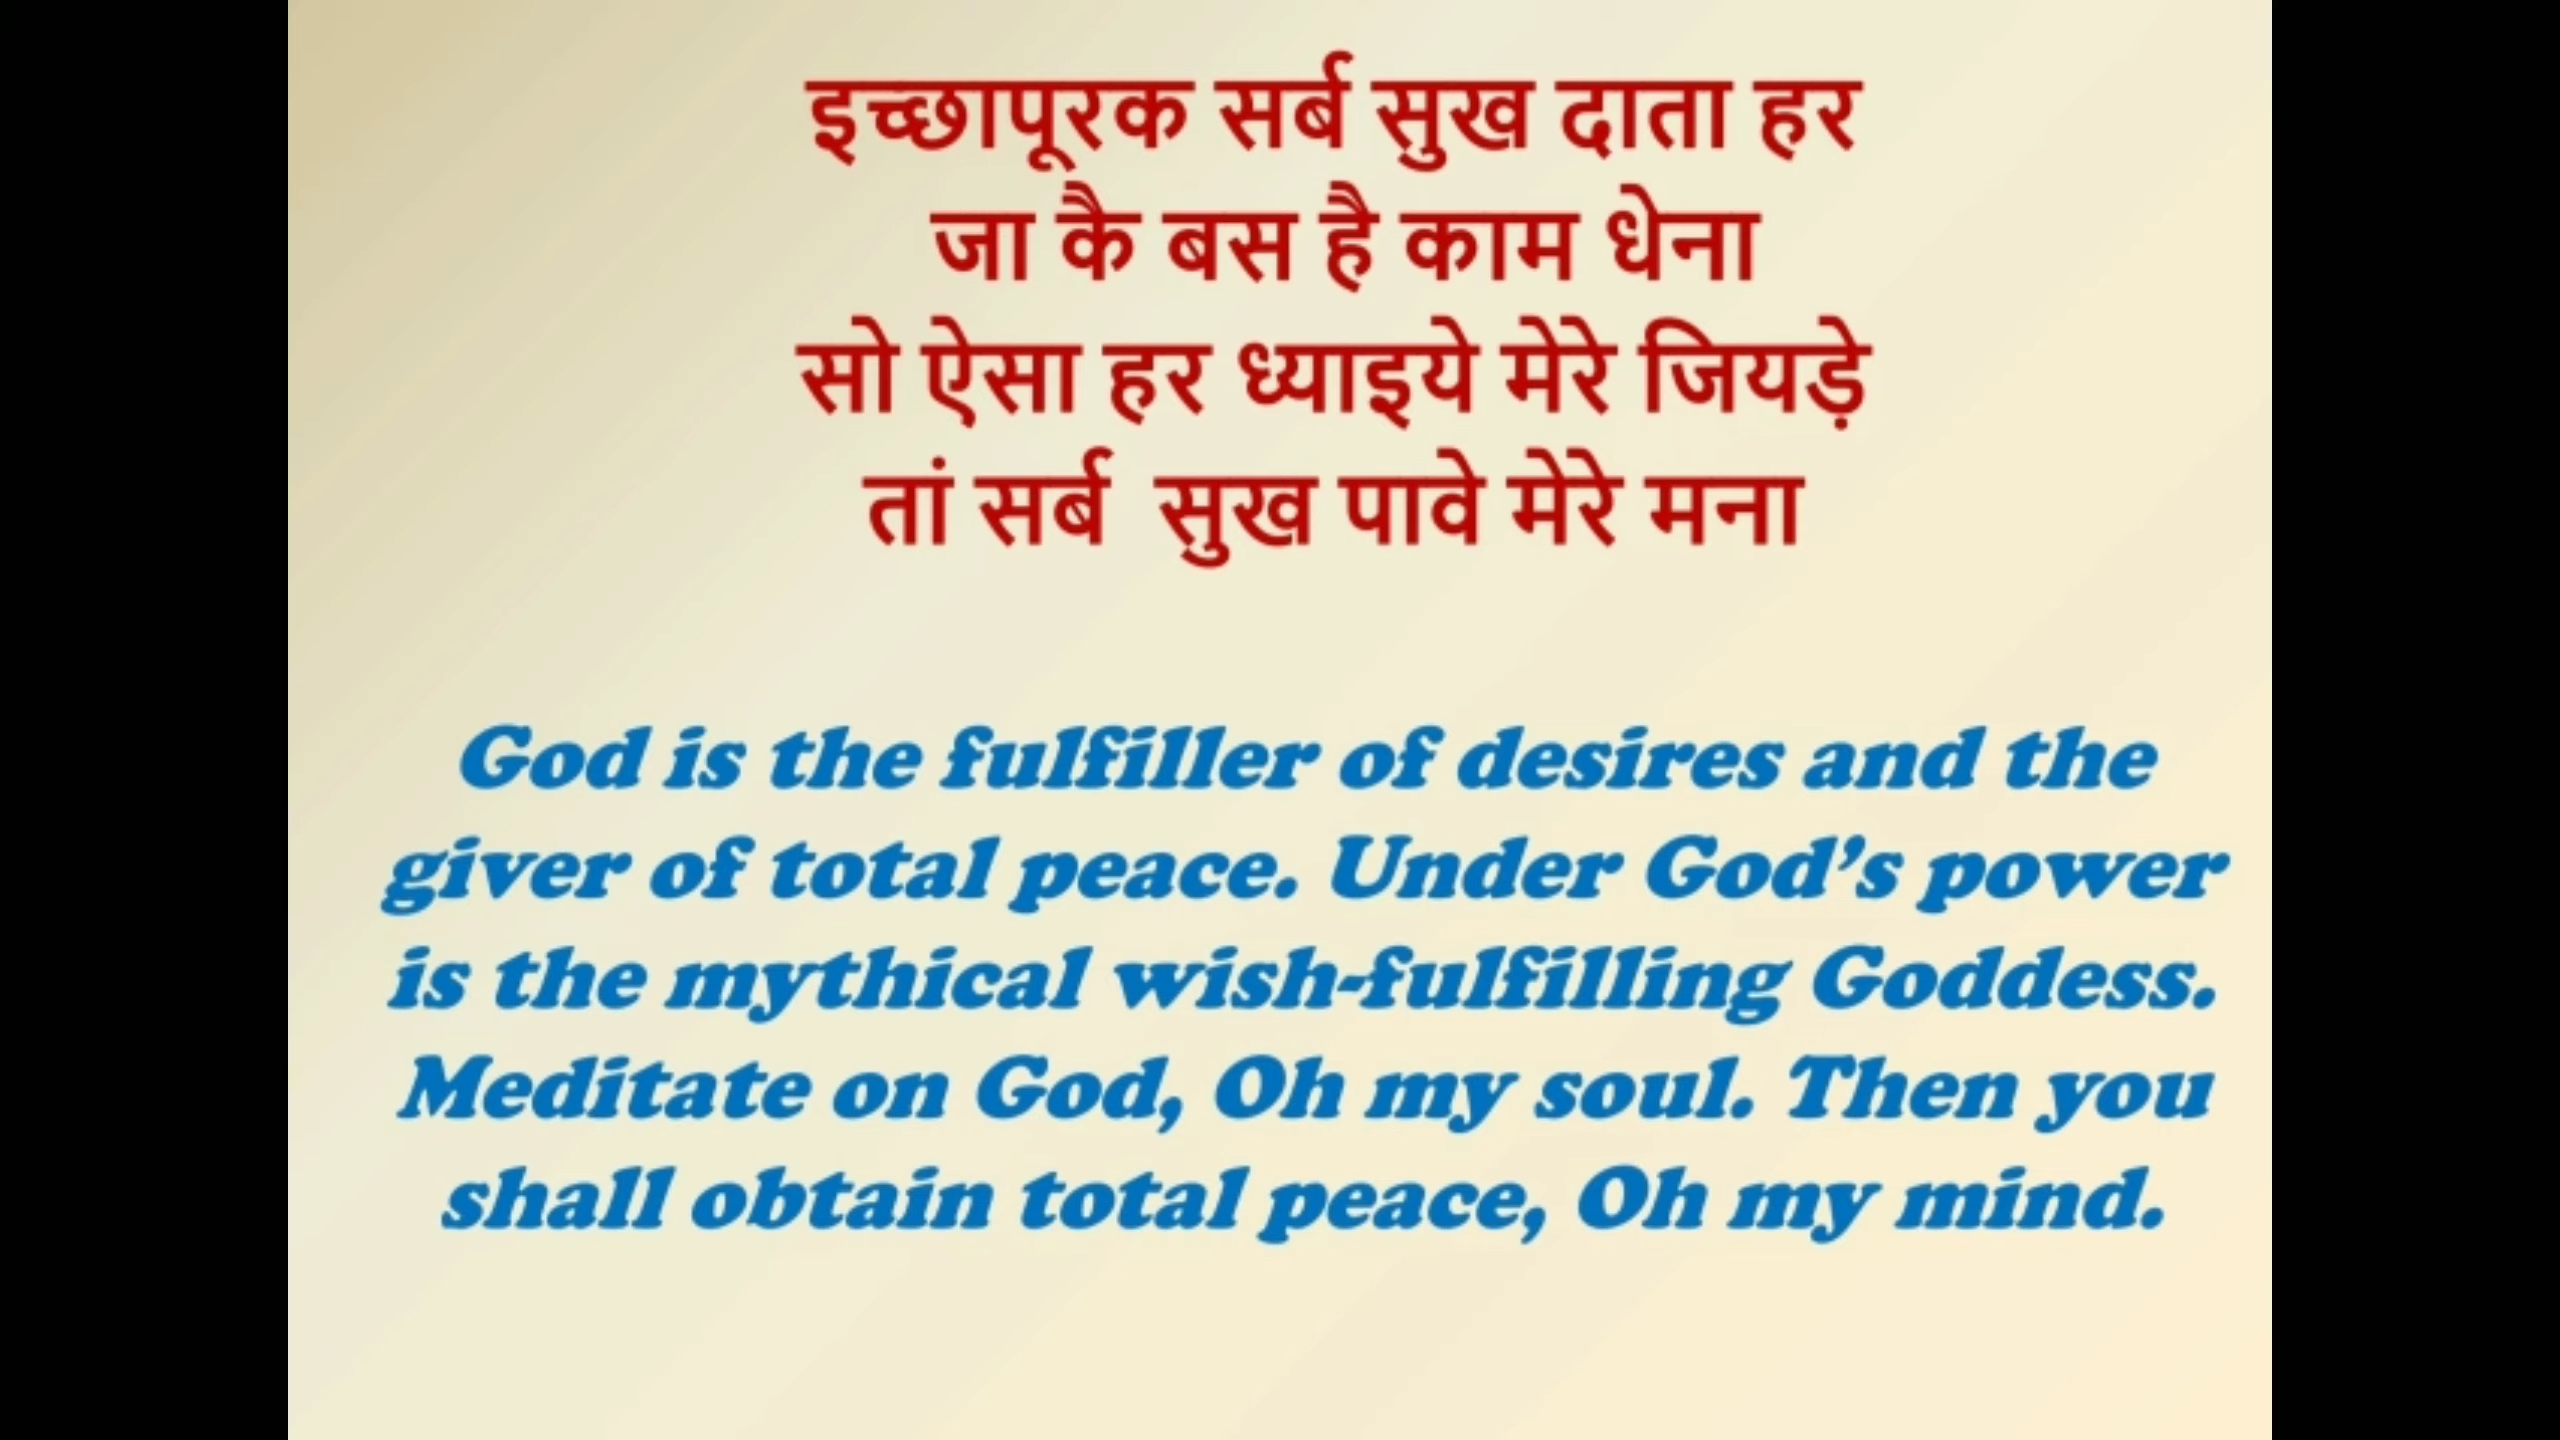 इच्छापूरक सर्ब सुख दाता हर
जा कै बस है काम धेना
सो ऐसा हर ध्याइये मेरे जियड़े
तां सर्ब सुख पावे मेरे मना
God is the fulfiller of desires and the
giver of total peace. Under God’s power
is the mythical wish-fulfilling Goddess.
Meditate on God, Oh my soul. Then you
shall obtain total peace, Oh my mind.